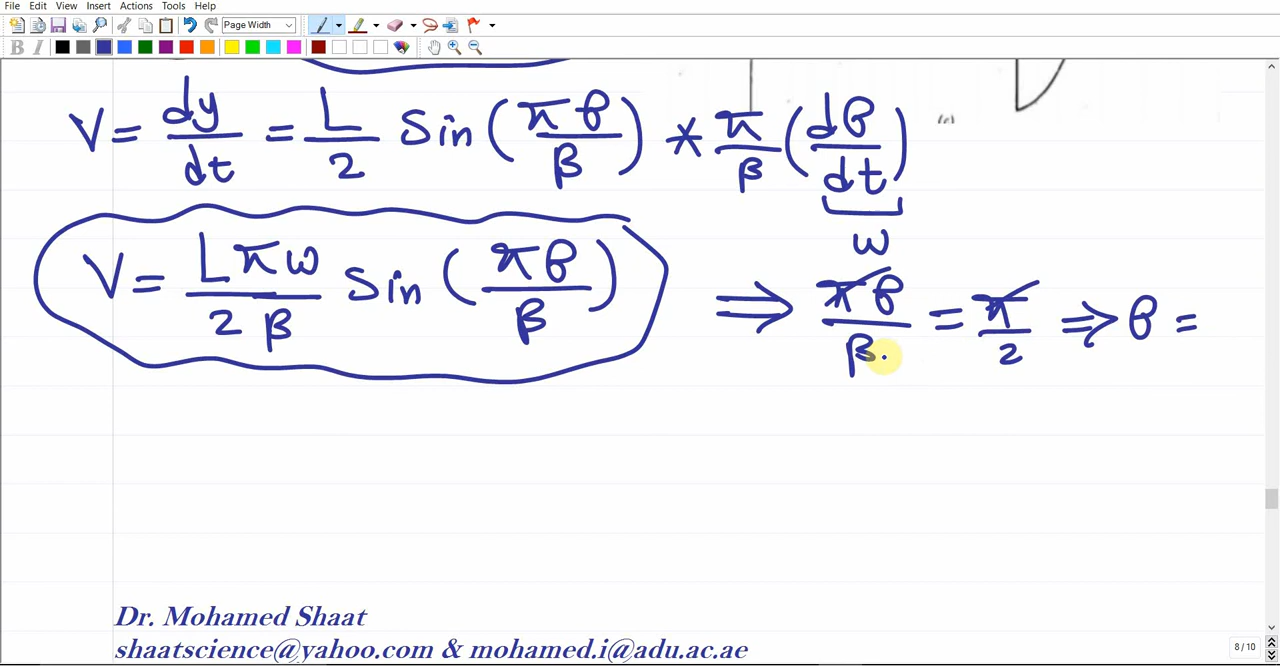 File Edit View Insert Actions Tools Help
Page Width
B I
V = dy/dt = L/2 Sin (πθ/β) * π/β (dθ/dt)
ω
V = Lπω/2β Sin (πθ/β) ⇒ πθ/β = π/2 ⇒ θ =
Dr. Mohamed Shaat
shaatscience@yahoo.com & mohamed.i@adu.ac.ae
8 / 10